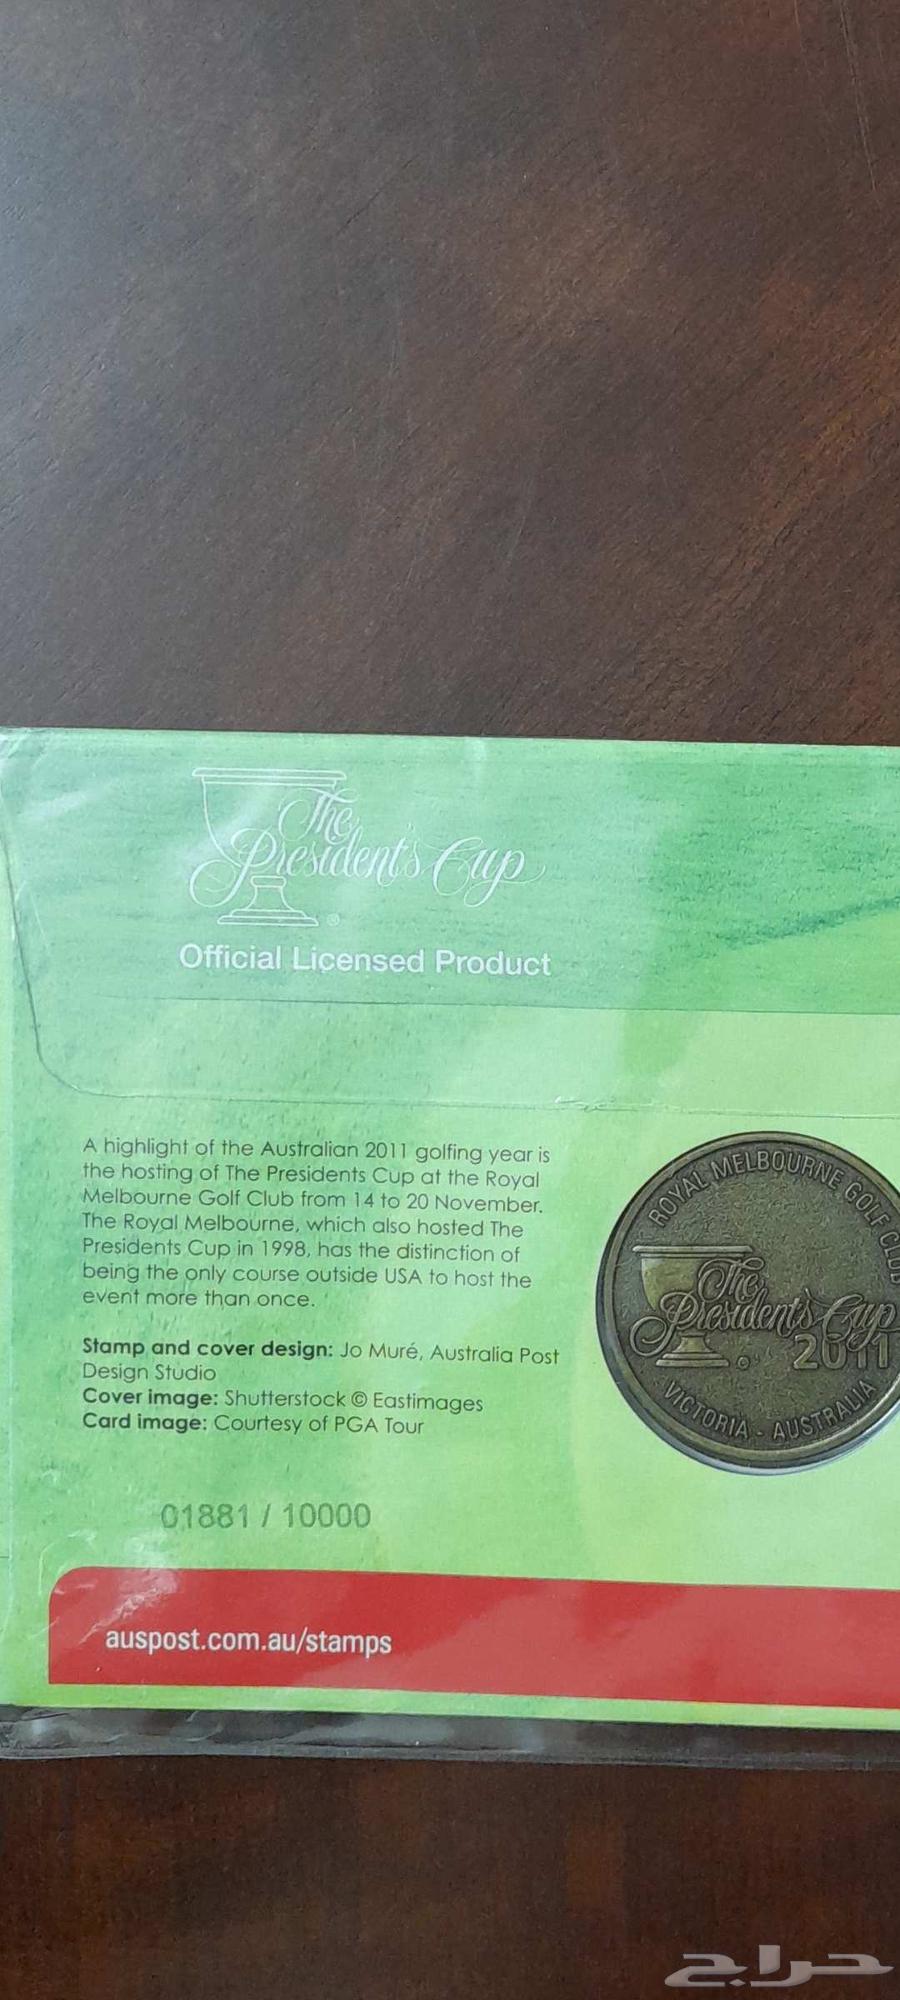 The
President's Cup
®
Official Licensed Product
A highlight of the Australian 2011 golfing year is
the hosting of The Presidents Cup at the Royal
Melbourne Golf Club from 14 to 20 November.
The Royal Melbourne, which also hosted The
Presidents Cup in 1998, has the distinction of
being the only course outside USA to host the
event more than once.
Stamp and cover design: Jo Muré, Australia Post
Design Studio
Cover image: Shutterstock © Eastimages
Card image: Courtesy of PGA Tour
01881 / 10000
auspost.com.au/stamps
ROYAL MELBOURNE GOLF CLUB
The
President's Cup
2011
VICTORIA - AUSTRALIA
حراج